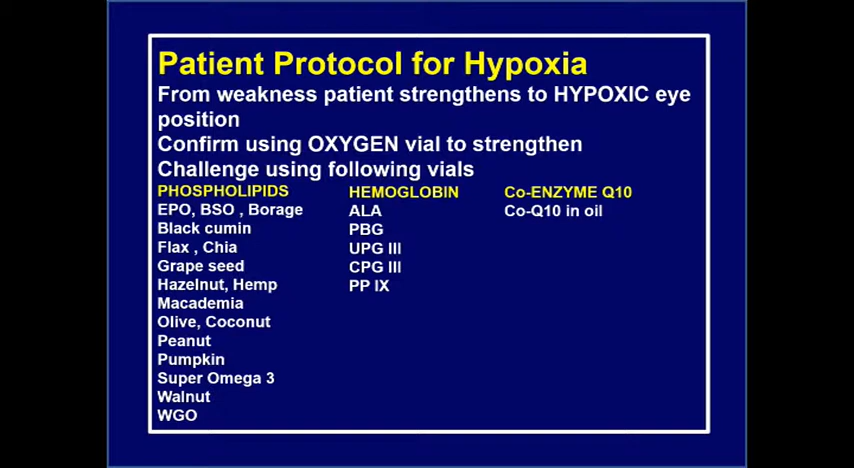 Patient Protocol for Hypoxia
From weakness patient strengthens to HYPOXIC eye
position
Confirm using OXYGEN vial to strengthen
Challenge using following vials
PHOSPHOLIPIDS
EPO, BSO , Borage
Black cumin
Flax , Chia
Grape seed
Hazelnut, Hemp
Macademia
Olive, Coconut
Peanut
Pumpkin
Super Omega 3
Walnut
WGO
HEMOGLOBIN
ALA
PBG
UPG III
CPG III
PP IX
Co-ENZYME Q10
Co-Q10 in oil